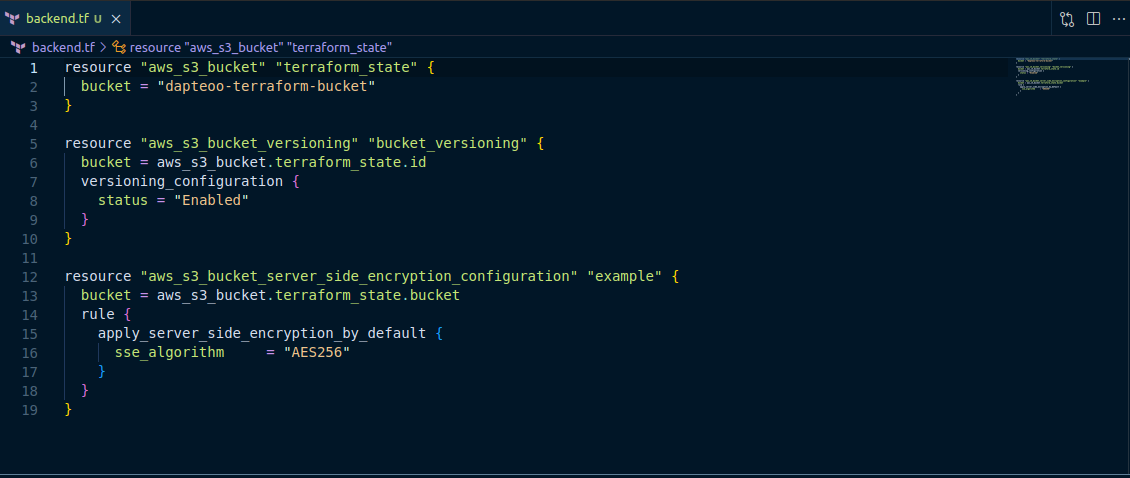 backend.tf U
backend.tf > resource "aws_s3_bucket" "terraform_state"
1 resource "aws_s3_bucket" "terraform_state" {
2   bucket = "dapteoo-terraform-bucket"
3 }
4
5 resource "aws_s3_bucket_versioning" "bucket_versioning" {
6   bucket = aws_s3_bucket.terraform_state.id
7   versioning_configuration {
8     status = "Enabled"
9   }
10 }
11
12 resource "aws_s3_bucket_server_side_encryption_configuration" "example" {
13   bucket = aws_s3_bucket.terraform_state.bucket
14   rule {
15     apply_server_side_encryption_by_default {
16       sse_algorithm     = "AES256"
17     }
18   }
19 }